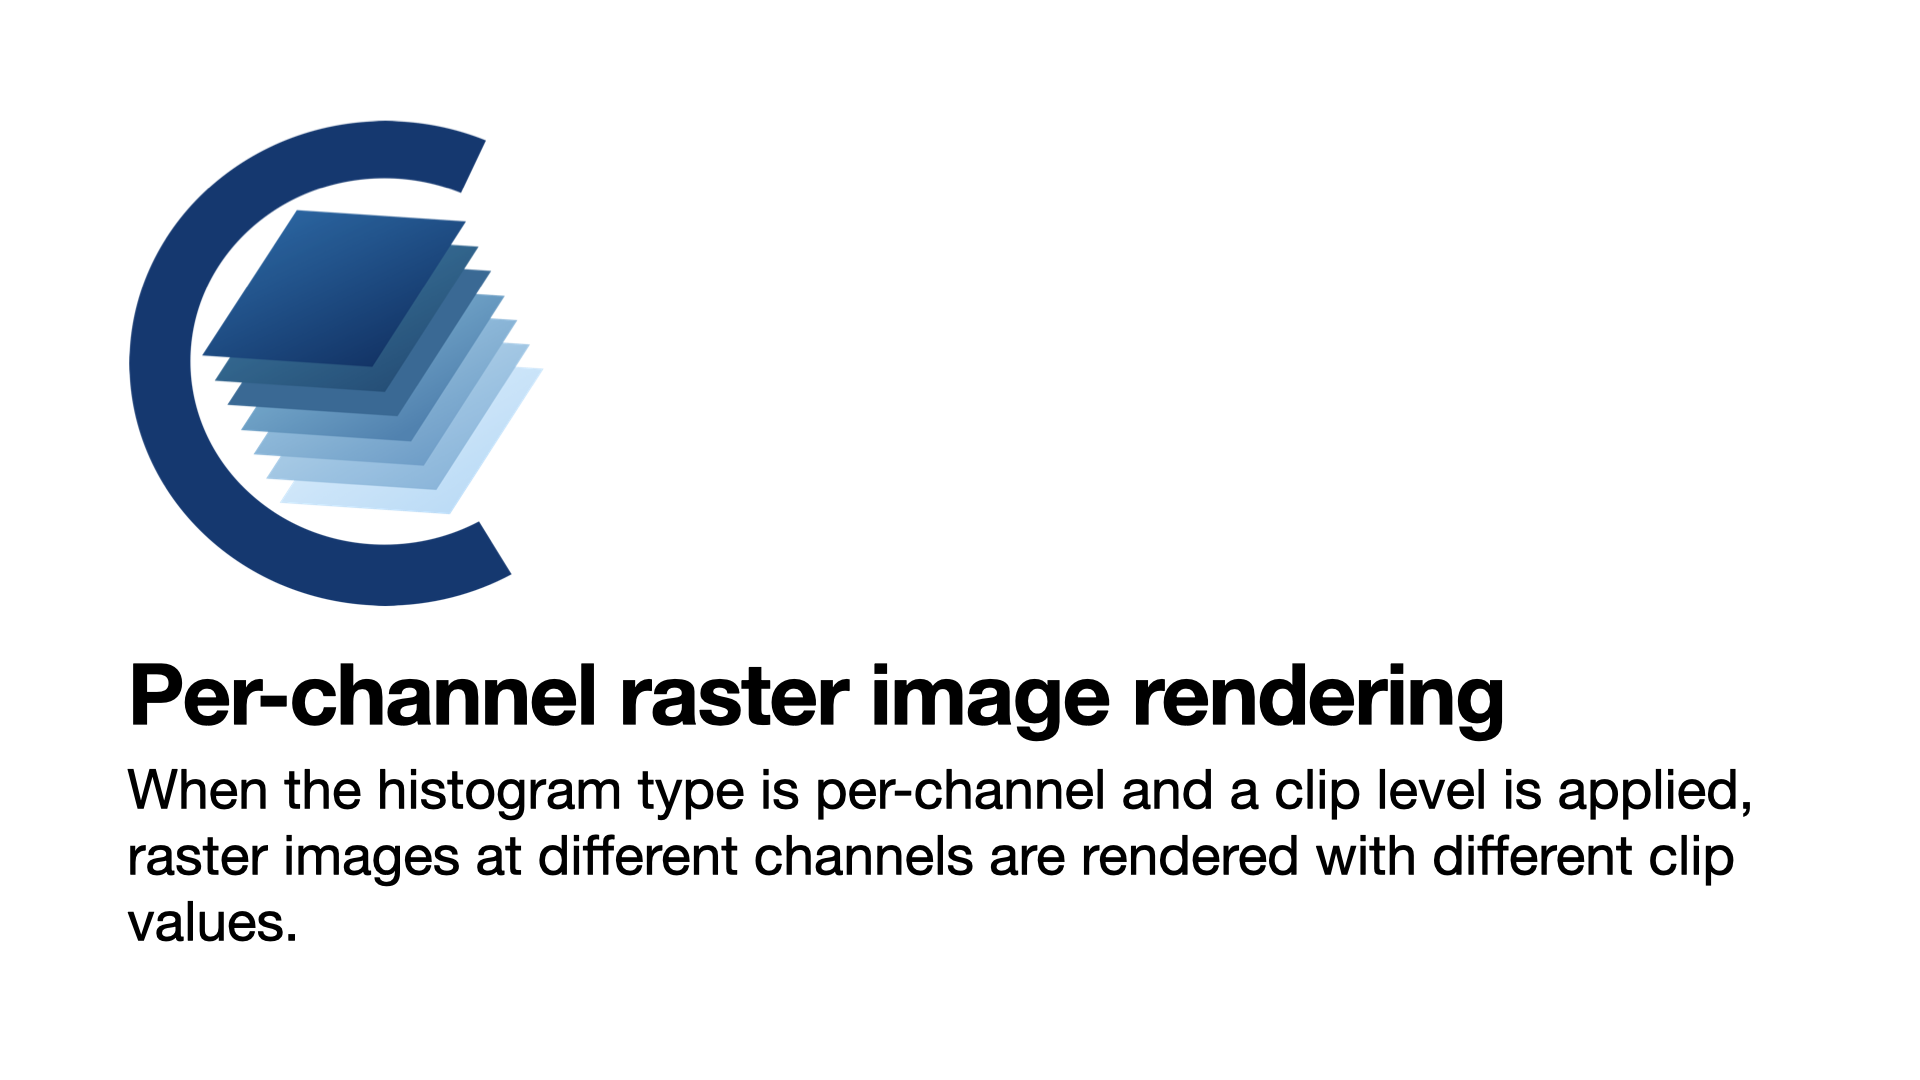 Per-channel raster image rendering
When the histogram type is per-channel and a clip level is applied,
raster images at different channels are rendered with different clip
values.